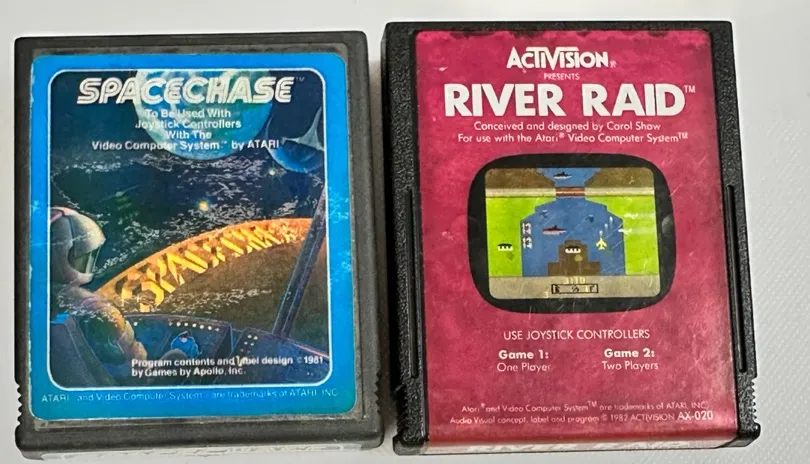 SPACECHASE™
To Be Used With
Joystick Controllers
With The
Video Computer System™ by ATARI®
Program contents and label design © 1981
by Games by Apollo, Inc.
ATARI® and Video Computer System™ are trademarks of ATARI, INC.
ACTIVISION®
PRESENTS
RIVER RAID™
Conceived and designed by Carol Shaw
For use with the Atari® Video Computer System™
USE JOYSTICK CONTROLLERS
Game 1:
One Player
Game 2:
Two Players
Atari® and Video Computer System™ are trademarks of ATARI, INC.
Audio Visual concept, label and program © 1982 ACTIVISION AX-020